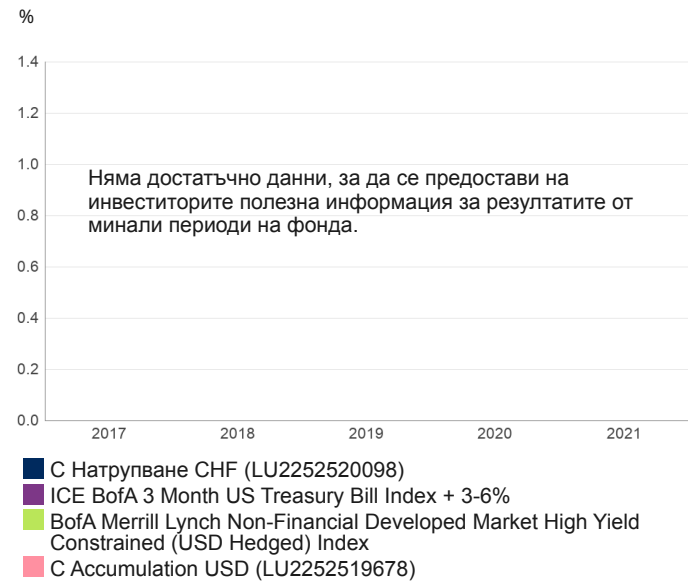 %
1.4
1.2
1.0
0.8
0.6
0.4
0.2
0.0
Няма достатъчно данни, за да се предостави на
инвеститорите полезна информация за резултатите от
минали периоди на фонда.
2017 2018 2019 2020 2021
C Натрупване CHF (LU2252520098)
ICE BofA 3 Month US Treasury Bill Index + 3-6%
BofA Merrill Lynch Non-Financial Developed Market High Yield
Constrained (USD Hedged) Index
C Accumulation USD (LU2252519678)